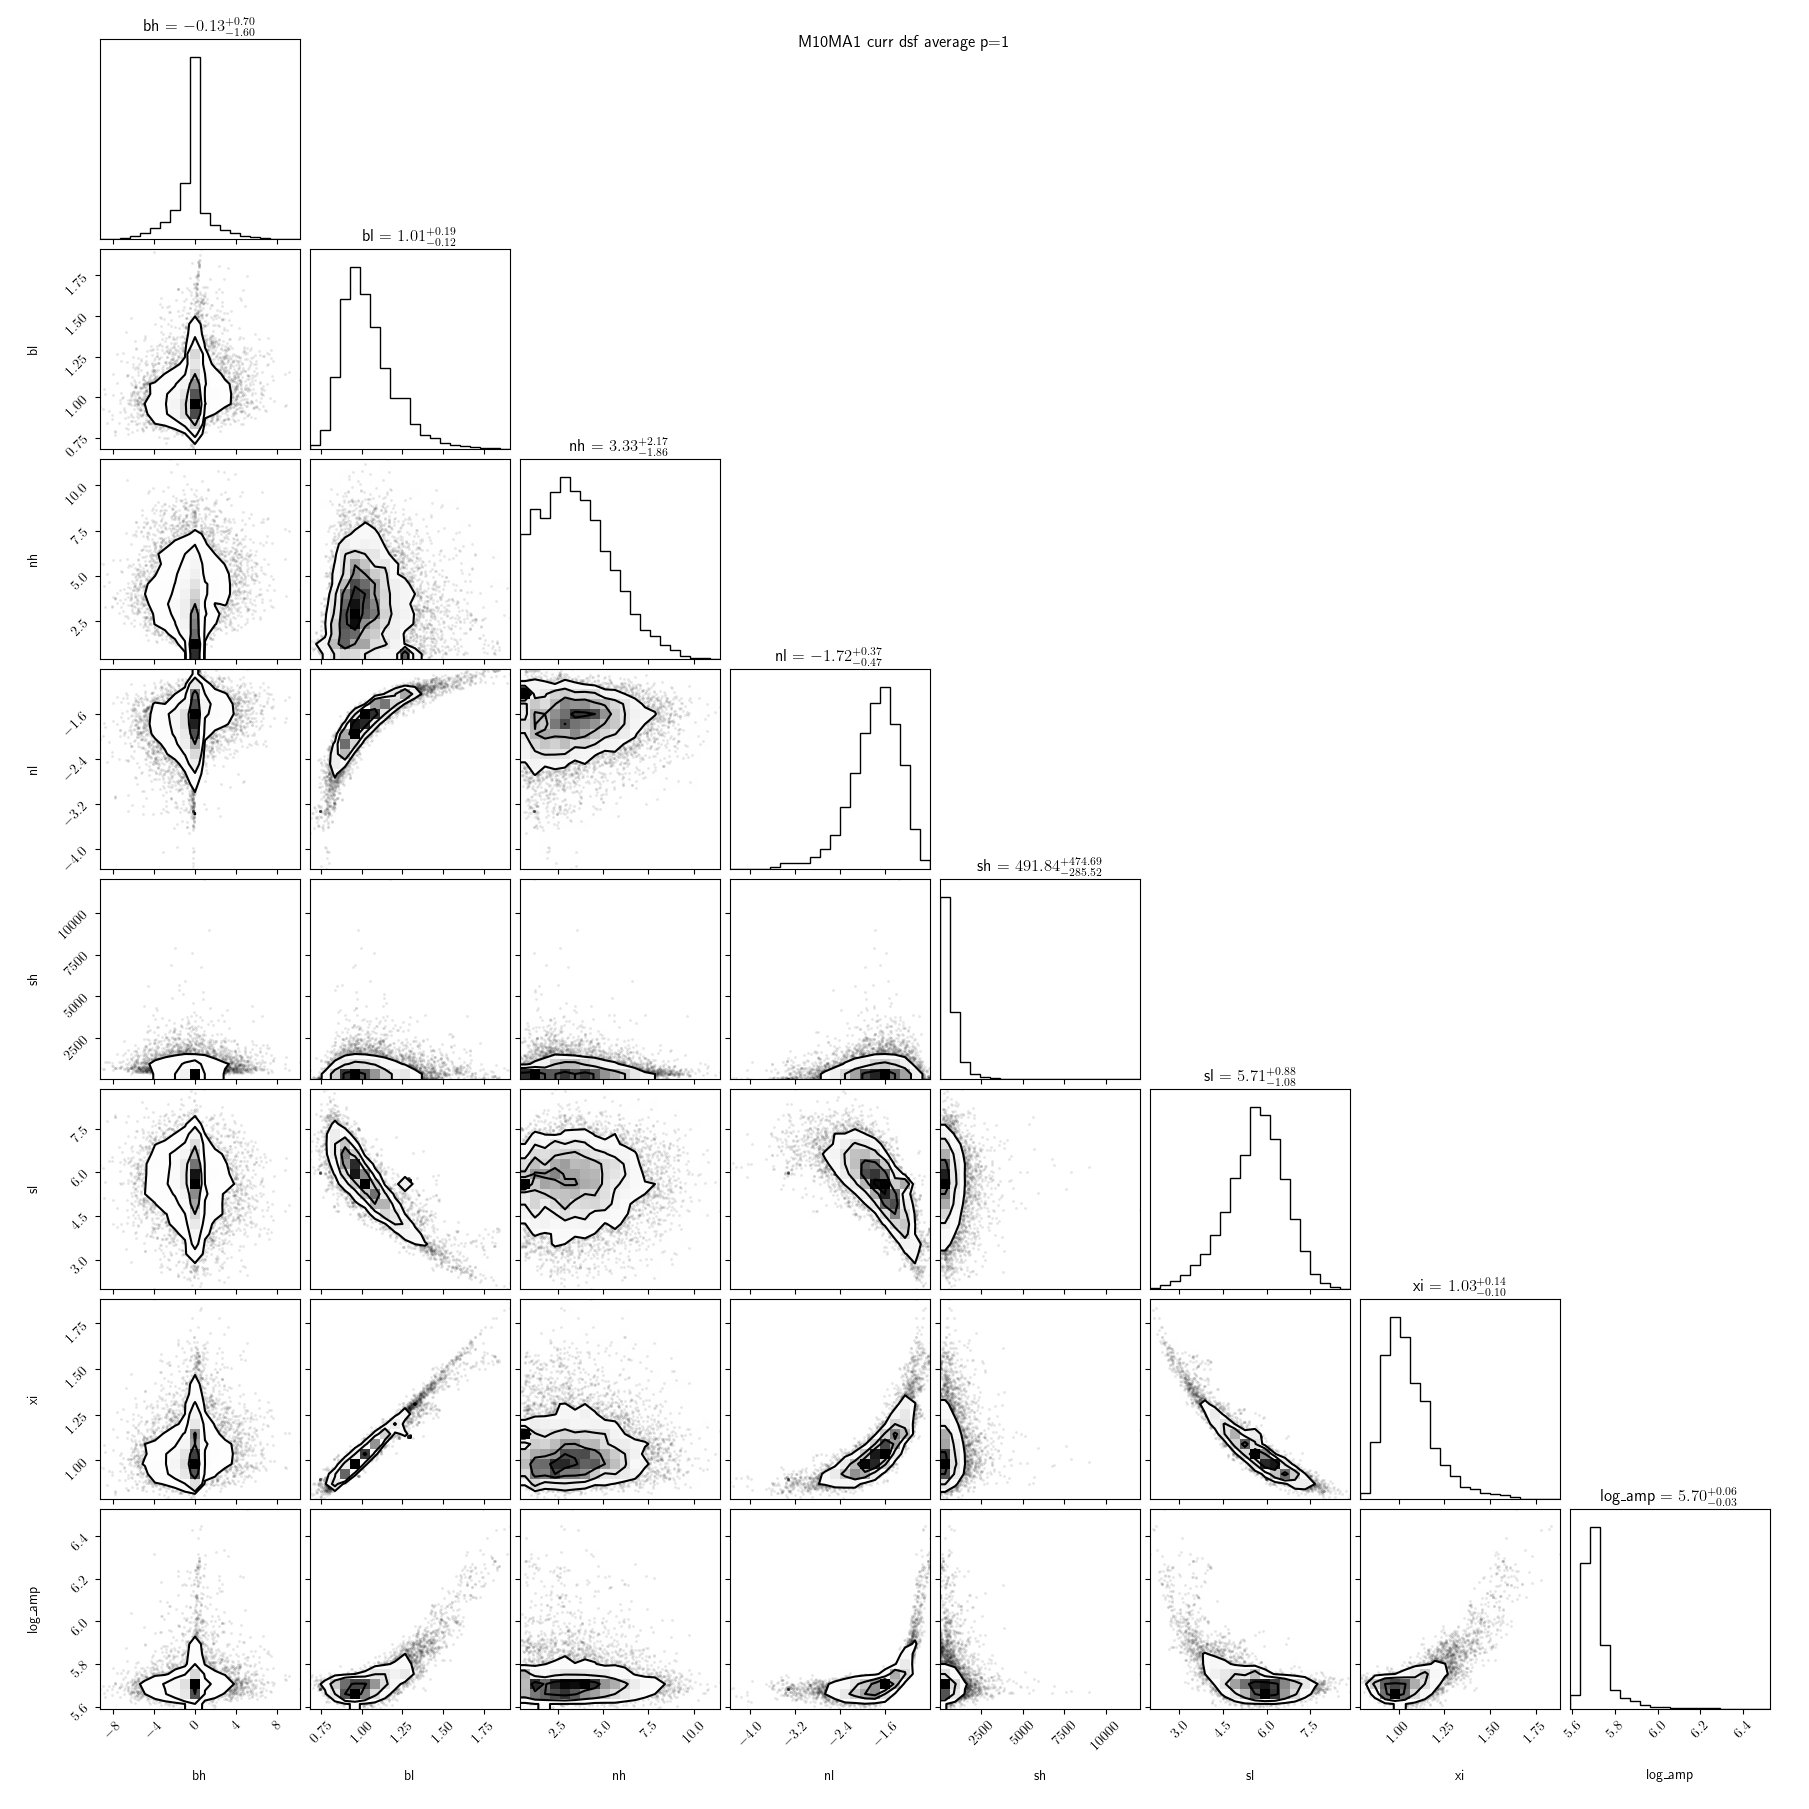 bh = −0.13 +0.70 −1.60
M10MA1 curr dsf average p=1
bl = 1.01 +0.19 −0.12
1.75
1.50
1.25
1.00
0.75
bl
nh = 3.33 +2.17 −1.86
10.0
7.5
5.0
2.5
nh
nl = −1.72 +0.37 −0.47
−1.6
−2.4
−3.2
−4.0
nl
sh = 491.84 +474.69 −285.52
10000
7500
5000
2500
sh
sl = 5.71 +0.88 −1.08
7.5
6.0
4.5
3.0
sl
xi = 1.03 +0.14 −0.10
1.75
1.50
1.25
1.00
xi
log_amp = 5.70 +0.06 −0.03
6.4
6.2
6.0
5.8
5.6
log_amp
−8 −4 0 4 8 0.75 1.00 1.25 1.50 1.75 2.5 5.0 7.5 10.0 −4.0 −3.2 −2.4 −1.6 2500 5000 7500 10000 3.0 4.5 6.0 7.5 1.00 1.25 1.50 1.75 5.6 5.8 6.0 6.2 6.4
bh bl nh nl sh sl xi log_amp